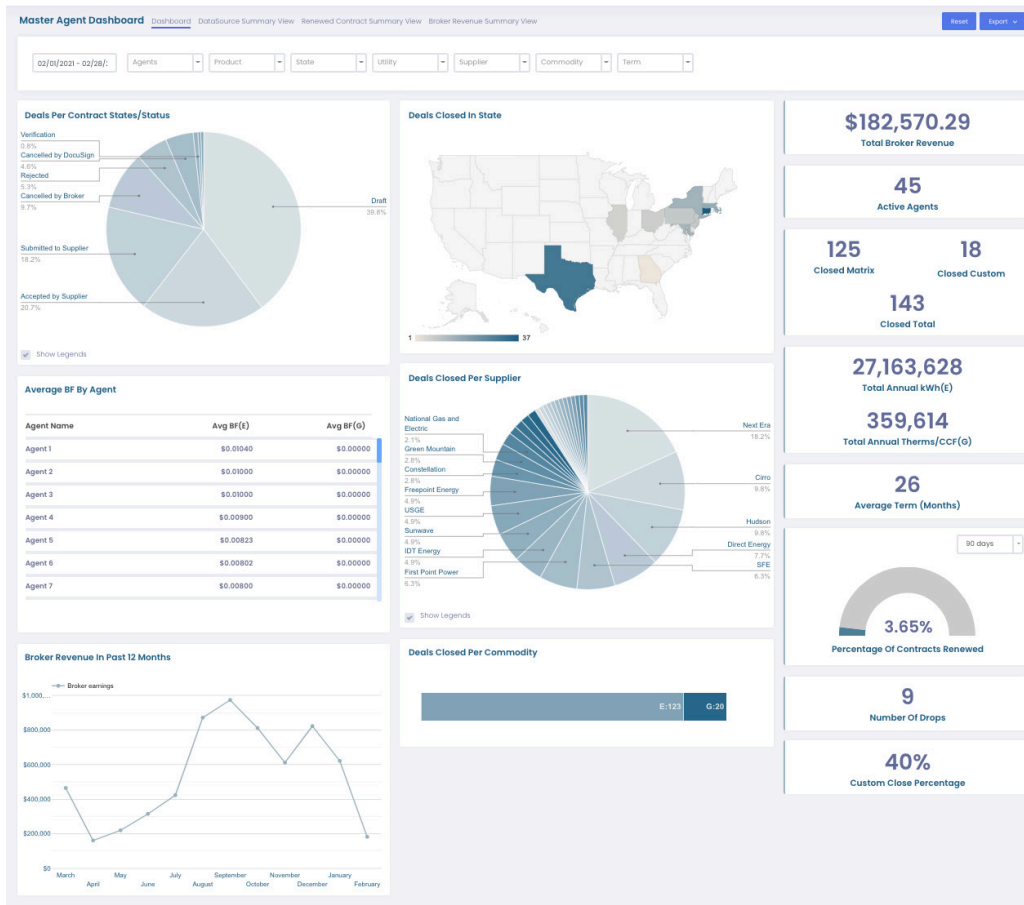 Master Agent Dashboard Dashboard DataSource Summary View Renewed Contract Summary View Broker Revenue Summary View Reset Export
02/01/2021 - 02/28/: Agents Product State Utility Supplier Commodity Term
Deals Per Contract States/Status
Verification
0.8%
Cancelled by DocuSign
4.6%
Rejected
5.3%
Cancelled by Broker
9.7%
Draft
39.8%
Submitted to Supplier
Accepted by Supplier
20.7%
Show Legends
Deals Closed In State
1 37
$182,570.29
Total Broker Revenue
45
Active Agents
125 18
Closed Matrix Closed Custom
143
Closed Total
27,163,628
Total Annual kWh(E)
359,614
Total Annual Therms/CCF(G)
26
Average Term (Months)
90 days
3.65%
Percentage Of Contracts Renewed
9
Number Of Drops
40%
Custom Close Percentage
Average BF By Agent
Agent Name Avg BF(E) Avg BF(G)
Agent 1 $0.01040 $0.00000
Agent 2 $0.01000 $0.00000
Agent 3 $0.01000 $0.00000
Agent 4 $0.00900 $0.00000
Agent 5 $0.00823 $0.00000
Agent 6 $0.00802 $0.00000
Agent 7 $0.00800 $0.00000
Deals Closed Per Supplier
National Gas and
Electric
2.1%
Green Mountain
2.8%
Constellation
2.8%
Freepoint Energy
4.9%
USGE
4.9%
Sunwave
4.9%
IDT Energy
4.9%
First Point Power
6.3%
Next Era
18.2%
Cirro
9.8%
Hudson
9.8%
Direct Energy
7.7%
SFE
6.3%
Show Legends
Broker Revenue In Past 12 Months
Broker earnings
$1,000,...
$800,000
$600,000
$400,000
$200,000
$0
March April May June July August September October November December January February
Deals Closed Per Commodity
E:123 G:20